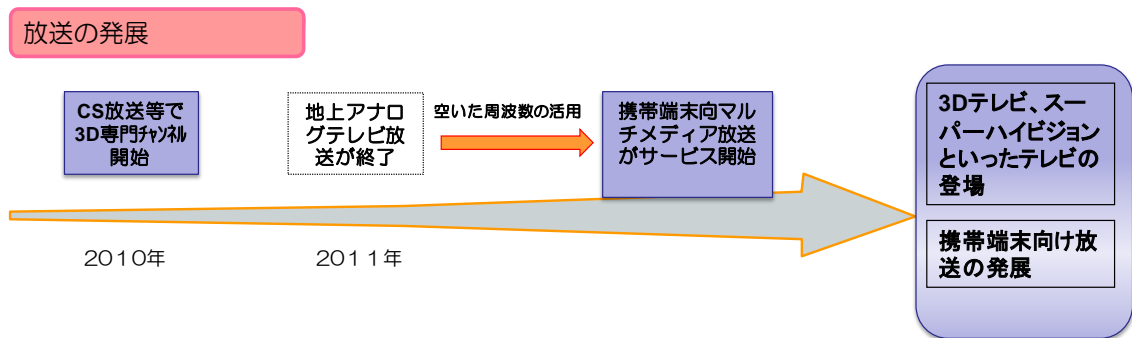 放送の発展
CS放送等で
3D専門チャンネル
開始
地上アナロ
グテレビ放
送が終了
空いた周波数の活用
携帯端末向マル
チメディア放送
がサービス開始
3Dテレビ、スー
パーハイビジョン
といったテレビの
登場
携帯端末向け放
送の発展
2010年
2011年